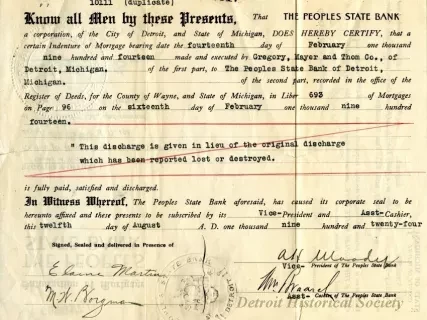 10111 (duplicate)
Know all Men by these Presents, That THE PEOPLES STATE BANK
a corporation, of the City of Detroit, and State of Michigan, DOES HEREBY CERTIFY, that
a certain Indenture of Mortgage bearing date the fourteenth day of February one thousand
nine hundred and fourteen made and executed by Gregory, Mayer and Thom Co., of
Detroit, Michigan. of the first part, to The Peoples State Bank of Detroit,
Michigan. of the second part, recorded in the office of the
Register of Deeds, for the County of Wayne, and State of Michigan, in Liber 693 of Mortgages
on Page 96 on the sixteenth day of February one thousand nine hundred
fourteen.
"This discharge is given in lieu of the original discharge
which has been reported lost or destroyed.
is fully paid, satisfied and discharged.
In Witness Whereof, The Peoples State Bank aforesaid, has caused its corporate seal to be
hereunto affixed and these presents to be subscribed by its Vice-President and Asst-Cashier,
this twelfth day of August A. D. one thousand nine hundred and twenty-four
Signed, Sealed and delivered in Presence of
Elaine Martin
Vice- President of The Peoples State Bank
Asst- Cashier of The Peoples State Bank
Detroit Historical Society